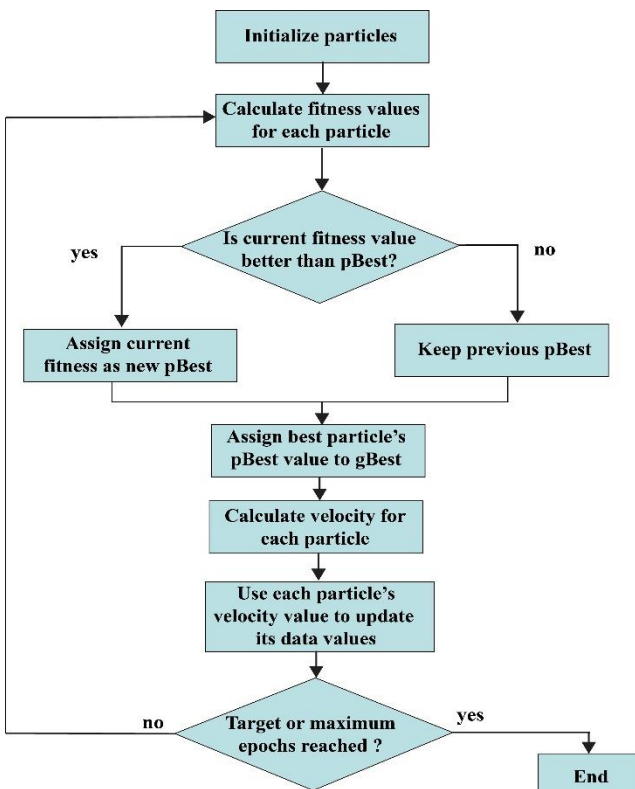 Initialize particles
Calculate fitness values
for each particle
Is current fitness value
better than pBest?
yes
no
Assign current
fitness as new pBest
Keep previous pBest
Assign best particle's
pBest value to gBest
Calculate velocity for
each particle
Use each particle's
velocity value to update
its data values
Target or maximum
epochs reached ?
no
yes
End